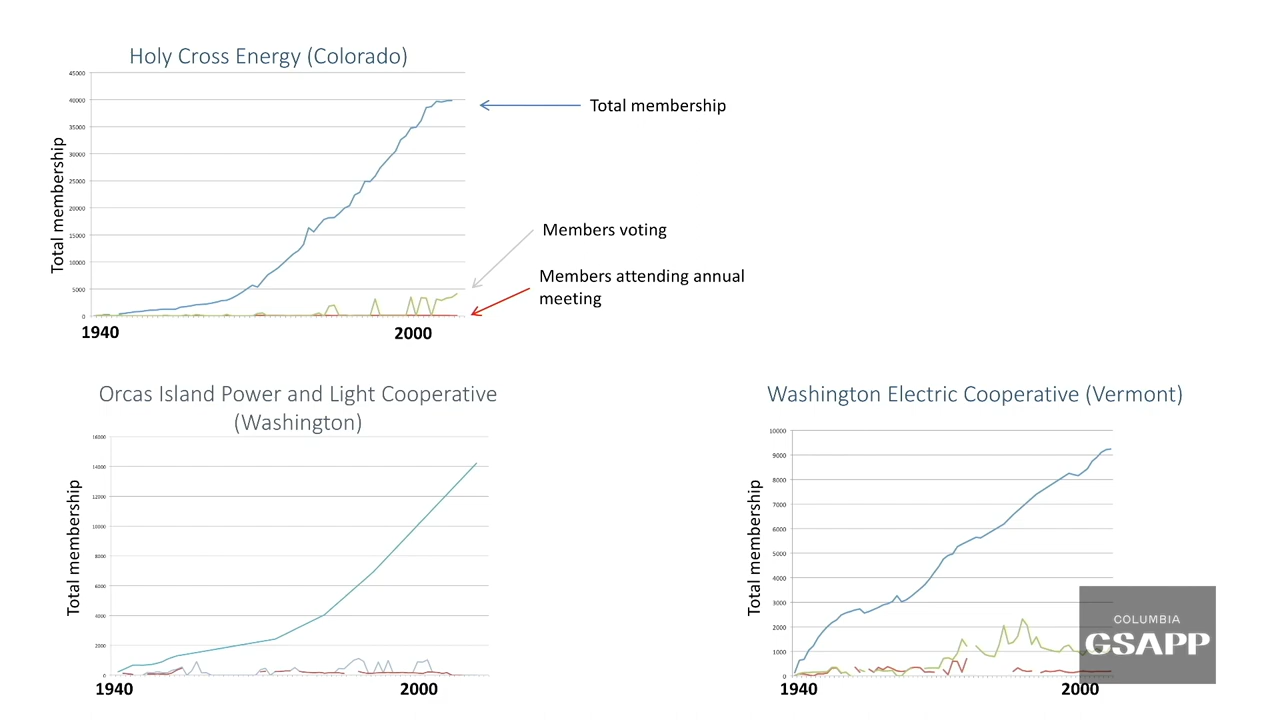 Holy Cross Energy (Colorado)
45000
40000
35000
30000
25000
20000
15000
10000
5000
0
Total membership
1940
2000
Total membership
Members voting
Members attending annual
meeting
Orcas Island Power and Light Cooperative
(Washington)
16000
14000
12000
10000
8000
6000
4000
2000
0
Total membership
1940
2000
Washington Electric Cooperative (Vermont)
10000
9000
8000
7000
6000
5000
4000
3000
2000
1000
0
Total membership
1940
2000
COLUMBIA
GSAPP